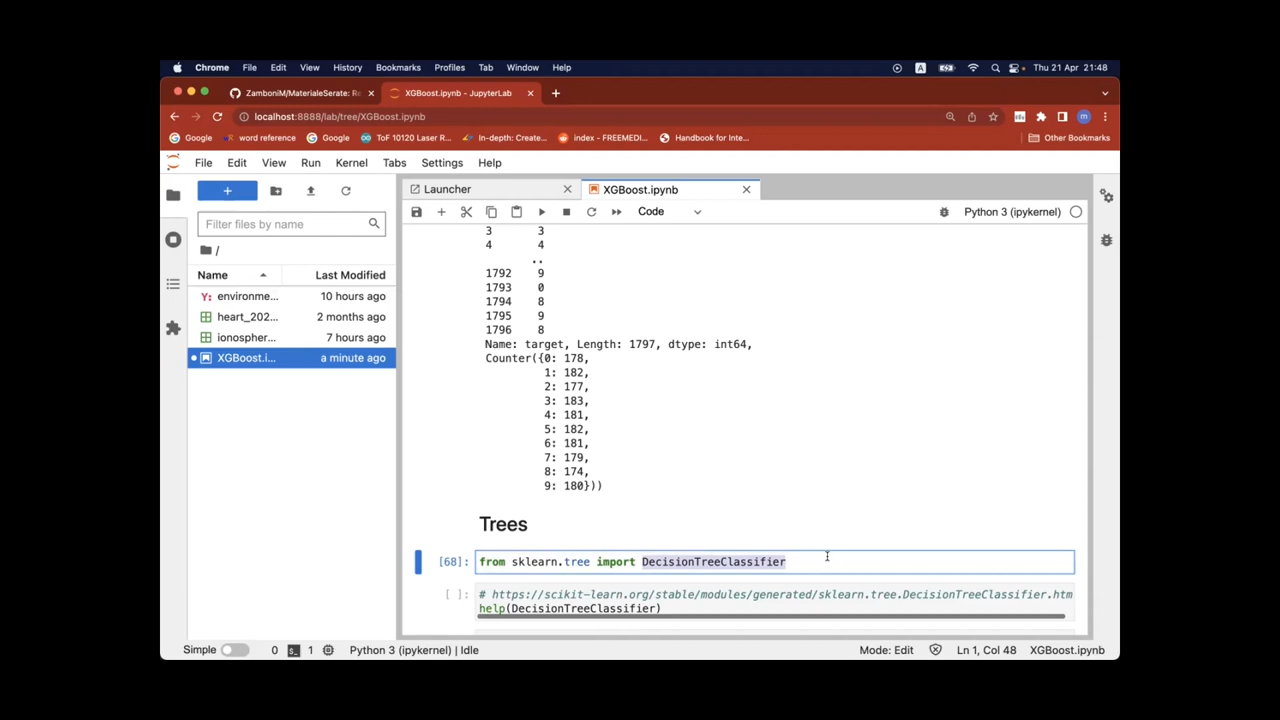 Chrome File Edit View History Bookmarks Profiles Tab Window Help A Thu 21 Apr 21:48
ZamboniM/MaterialeSerate: Re XGBoost.ipynb - JupyterLab
localhost:8888/lab/tree/XGBoost.ipynb m
Google word reference Google ToF 10120 Laser R... In-depth: Create... index - FREEMEDI... Handbook for Inte... Other Bookmarks
File Edit View Run Kernel Tabs Settings Help
Launcher XGBoost.ipynb
Code Python 3 (ipykernel)
Filter files by name
/
Name Last Modified
Y: environme... 10 hours ago
heart_202... 2 months ago
ionospher... 7 hours ago
XGBoost.i... a minute ago
3 3
4 4
..
1792 9
1793 0
1794 8
1795 9
1796 8
Name: target, Length: 1797, dtype: int64,
Counter({0: 178,
1: 182,
2: 177,
3: 183,
4: 181,
5: 182,
6: 181,
7: 179,
8: 174,
9: 180}))
Trees
[68]: from sklearn.tree import DecisionTreeClassifier
[ ]: # https://scikit-learn.org/stable/modules/generated/sklearn.tree.DecisionTreeClassifier.htm
help(DecisionTreeClassifier)
Simple 0 1 Python 3 (ipykernel) | Idle Mode: Edit Ln 1, Col 48 XGBoost.ipynb